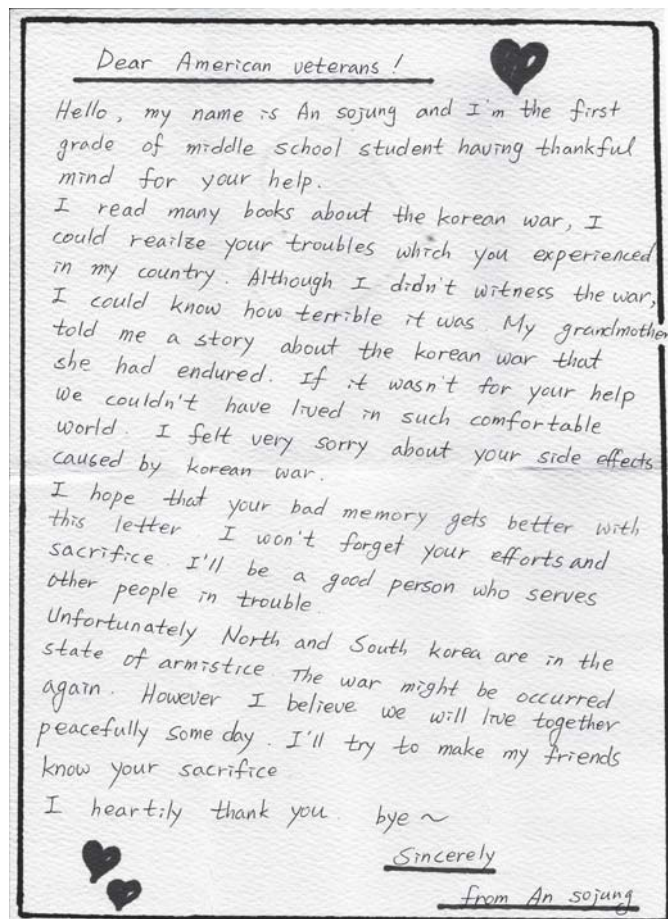 Dear American veterans!
Hello, my name is An sojung and I'm the first
grade of middle school student having thankful
mind for your help.
I read many books about the korean war, I
could reailze your troubles which you experienced
in my country. Although I didn't witness the war,
I could know how terrible it was. My grandmother
told me a story about the korean war that
she had endured. If it wasn't for your help
we couldn't have lived in such comfortable
world. I felt very sorry about your side effects
caused by korean war.
I hope that your bad memory gets better with
this letter I won't forget your efforts and
sacrifice. I'll be a good person who serves
other people in trouble.
Unfortunately North and South korea are in the
state of armistice. The war might be occurred
again. However I believe we will live together
peacefully some day. I'll try to make my friends
know your sacrifice
I heartily thank you. bye ~
Sincerely
from An sojung